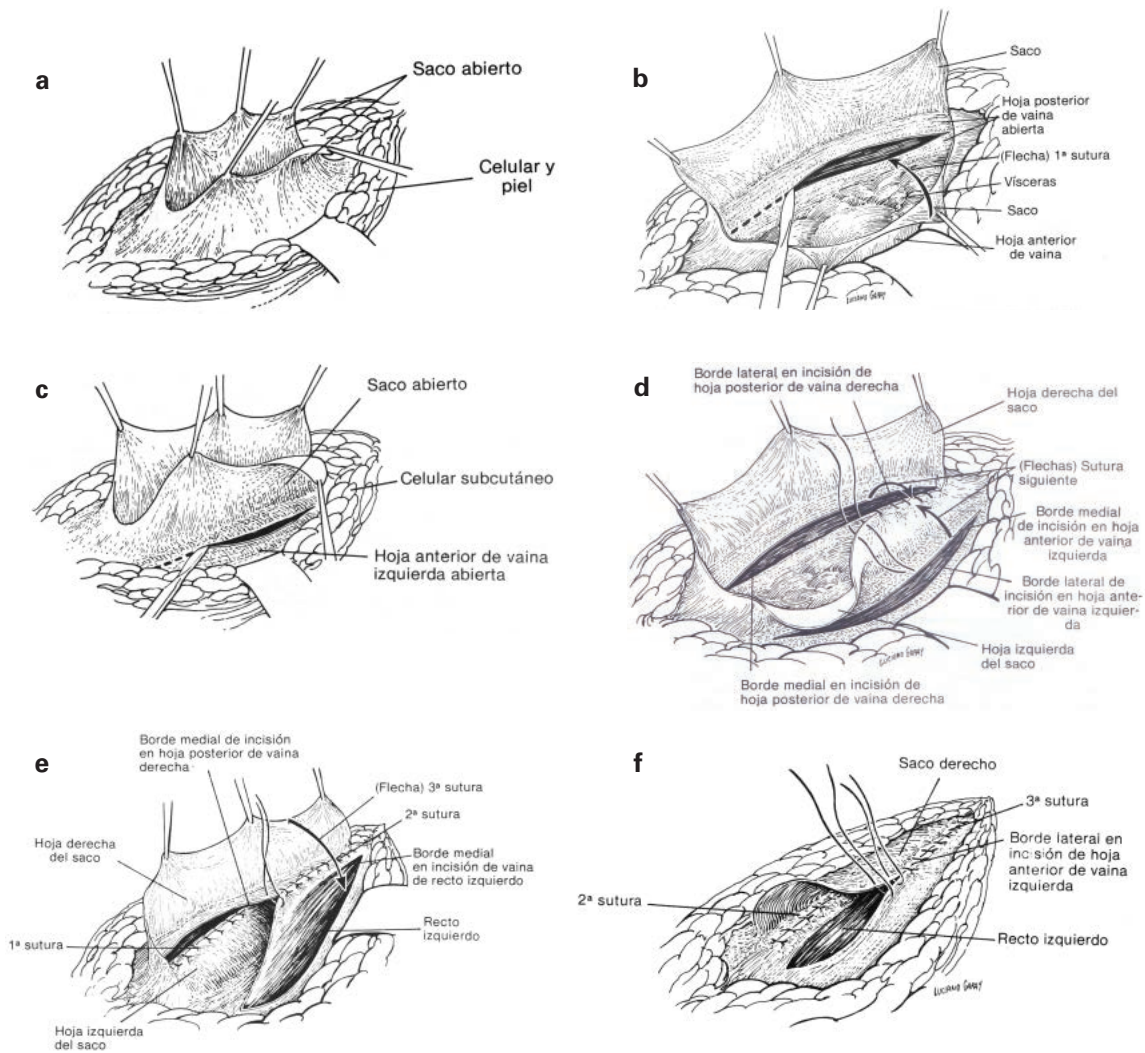 a
Saco abierto
Celular y
piel
b
Saco
Hoja posterior
de vaina
abierta
(Flecha) 1ª sutura
Vísceras
Saco
Hoja anterior
de vaina
LUCIANO GARAY
c
Saco abierto
Celular subcutáneo
Hoja anterior de vaina
izquierda abierta
d
Borde lateral en incisión de
hoja posterior de vaina derecha
Hoja derecha del
saco
(Flechas) Sutura
siguiente
Borde medial
de incisión en hoja
anterior de vaina
izquierda
Borde lateral de
incisión en hoja ante-
rior de vaina izquier-
da
Hoja izquierda
del saco
LUCIANO GARAY
Borde medial en incisión de
hoja posterior de vaina derecha
e
Borde medial de incisión
en hoja posterior de vaina
derecha
(Flecha) 3ª sutura
2ª sutura
Hoja derecha
del saco
Borde medial
en incisión de vaina
de recto izquierdo
Recto
izquierdo
1ª sutura
Hoja izquierda
del saco
f
Saco derecho
3ª sutura
Borde lateral en
incisión de hoja
anterior de vaina
izquierda
2ª sutura
Recto izquierdo
LUCIANO GARAY